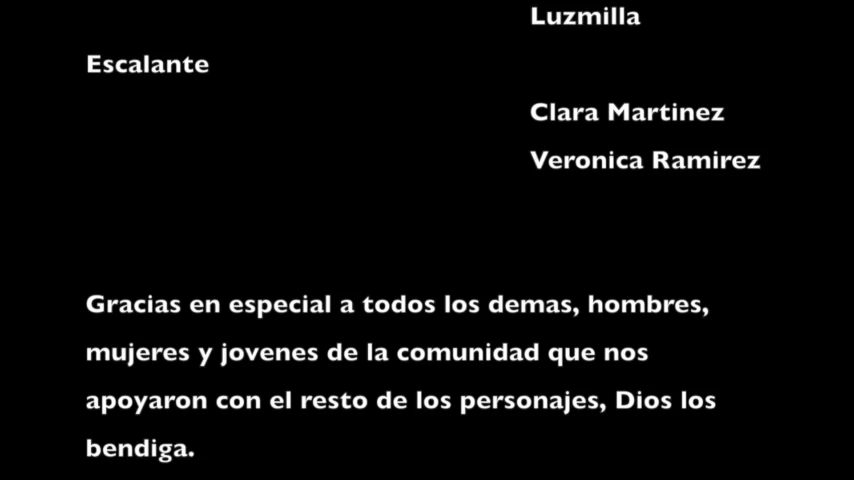 Luzmilla
Escalante
Clara Martinez
Veronica Ramirez
Gracias en especial a todos los demas, hombres,
mujeres y jovenes de la comunidad que nos
apoyaron con el resto de los personajes, Dios los
bendiga.